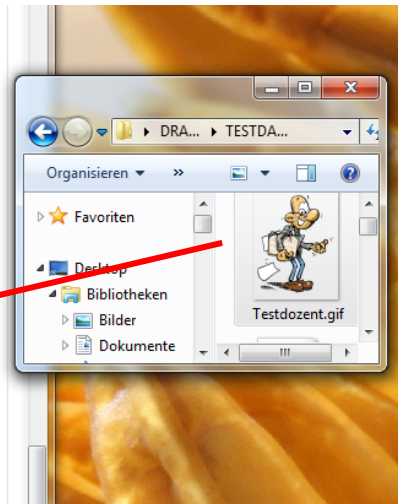 DRA... TESTDA...
Organisieren »
Favoriten
Desktop
Bibliotheken
Bilder
Dokumente
Testdozent.gif